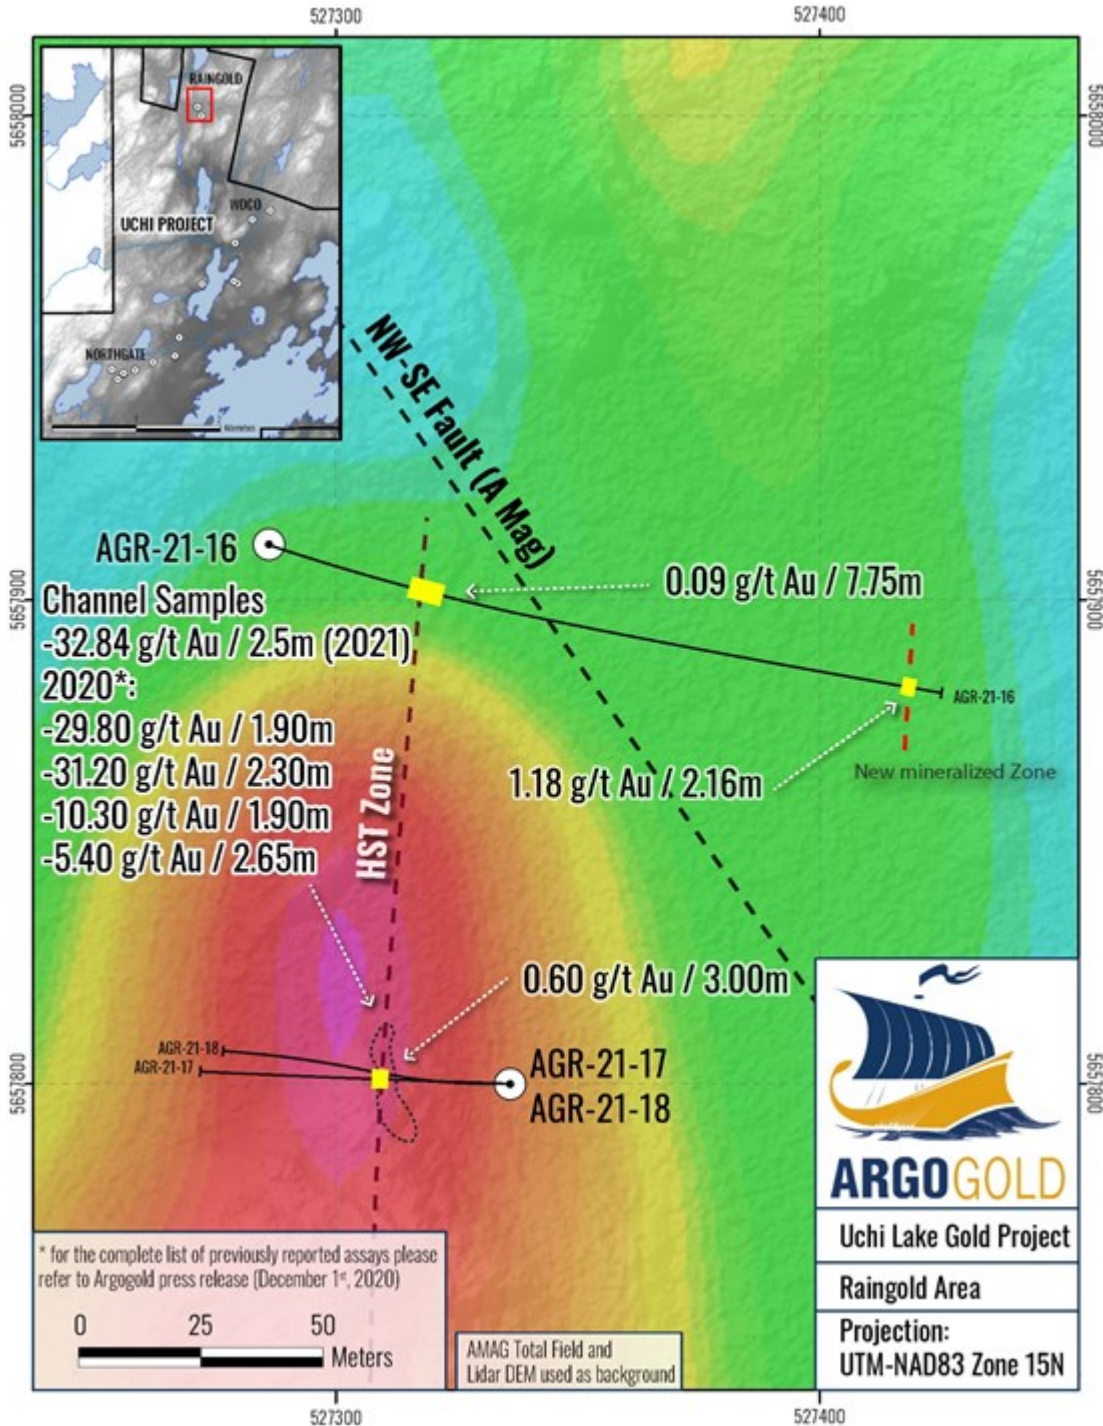 527300
527400
5658000
5658000
RAINGOLD
WOCO
UCHI PROJECT
NORTHGATE
Kilometres
NW-SE Fault (A Mag)
AGR-21-16
0.09 g/t Au / 7.75m
5657900
5657900
Channel Samples
-32.84 g/t Au / 2.5m (2021)
2020*:
-29.80 g/t Au / 1.90m
-31.20 g/t Au / 2.30m
-10.30 g/t Au / 1.90m
-5.40 g/t Au / 2.65m
AGR-21-16
New mineralized Zone
1.18 g/t Au / 2.16m
HST Zone
0.60 g/t Au / 3.00m
AGR-21-18
AGR-21-17
AGR-21-17
AGR-21-18
5657800
5657800
ARGOGOLD
Uchi Lake Gold Project
Raingold Area
Projection:
UTM-NAD83 Zone 15N
* for the complete list of previously reported assays please
refer to Argogold press release (December 1st, 2020)
0 25 50
Meters
AMAG Total Field and
Lidar DEM used as background
527300
527400